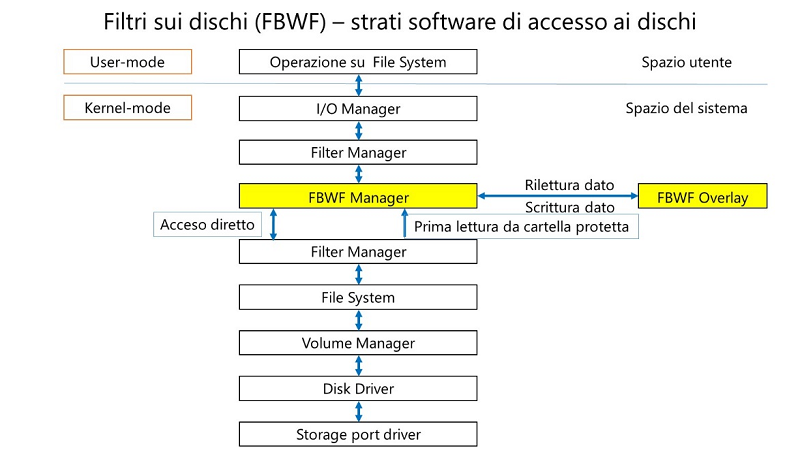 Filtri sui dischi (FBWF) – strati software di accesso ai dischi
User-mode
Operazione su File System
Spazio utente
Kernel-mode
I/O Manager
Spazio del sistema
Filter Manager
FBWF Manager
Rilettura dato
Scrittura dato
FBWF Overlay
Acceso diretto
Prima lettura da cartella protetta
Filter Manager
File System
Volume Manager
Disk Driver
Storage port driver